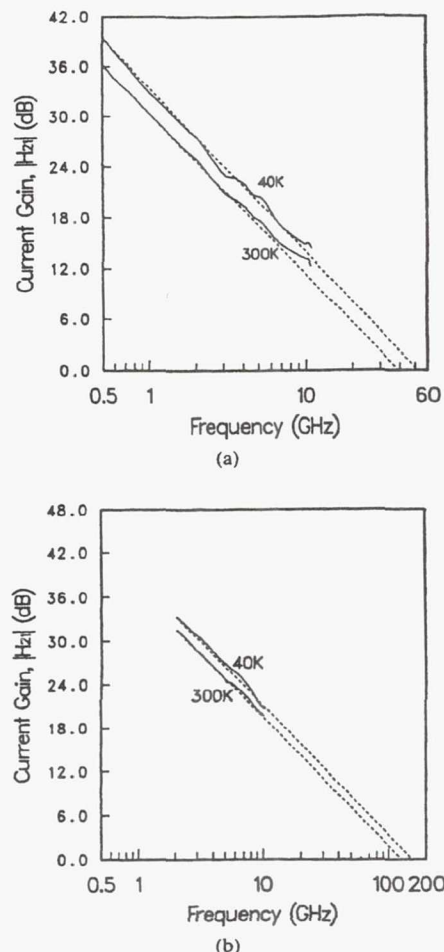 42.0
36.0
30.0
24.0
18.0
12.0
6.0
0.0
Current Gain, |H21| (dB)
40K
300K
0.5 1 10 60
Frequency (GHz)
(a)
48.0
42.0
36.0
30.0
24.0
18.0
12.0
6.0
0.0
Current Gain, |H21| (dB)
40K
300K
0.5 1 10 100 200
Frequency (GHz)
(b)